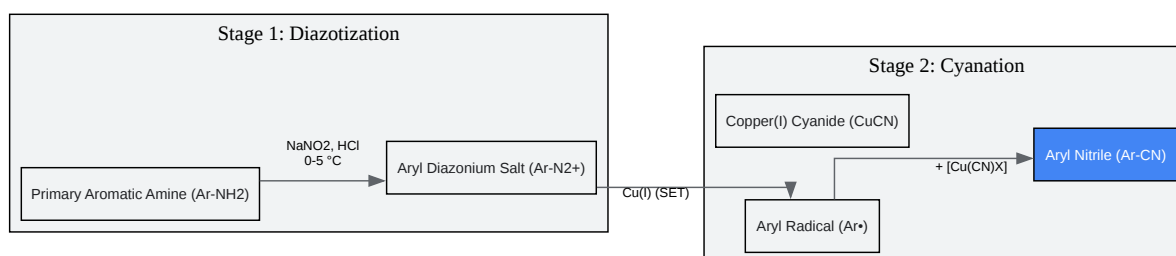 Stage 1: Diazotization
Primary Aromatic Amine (Ar-NH2)
NaNO2, HCl
0-5 °C
Aryl Diazonium Salt (Ar-N2+)
Cu(I) (SET)
Stage 2: Cyanation
Copper(I) Cyanide (CuCN)
Aryl Radical (Ar•)
+ [Cu(CN)X]
Aryl Nitrile (Ar-CN)